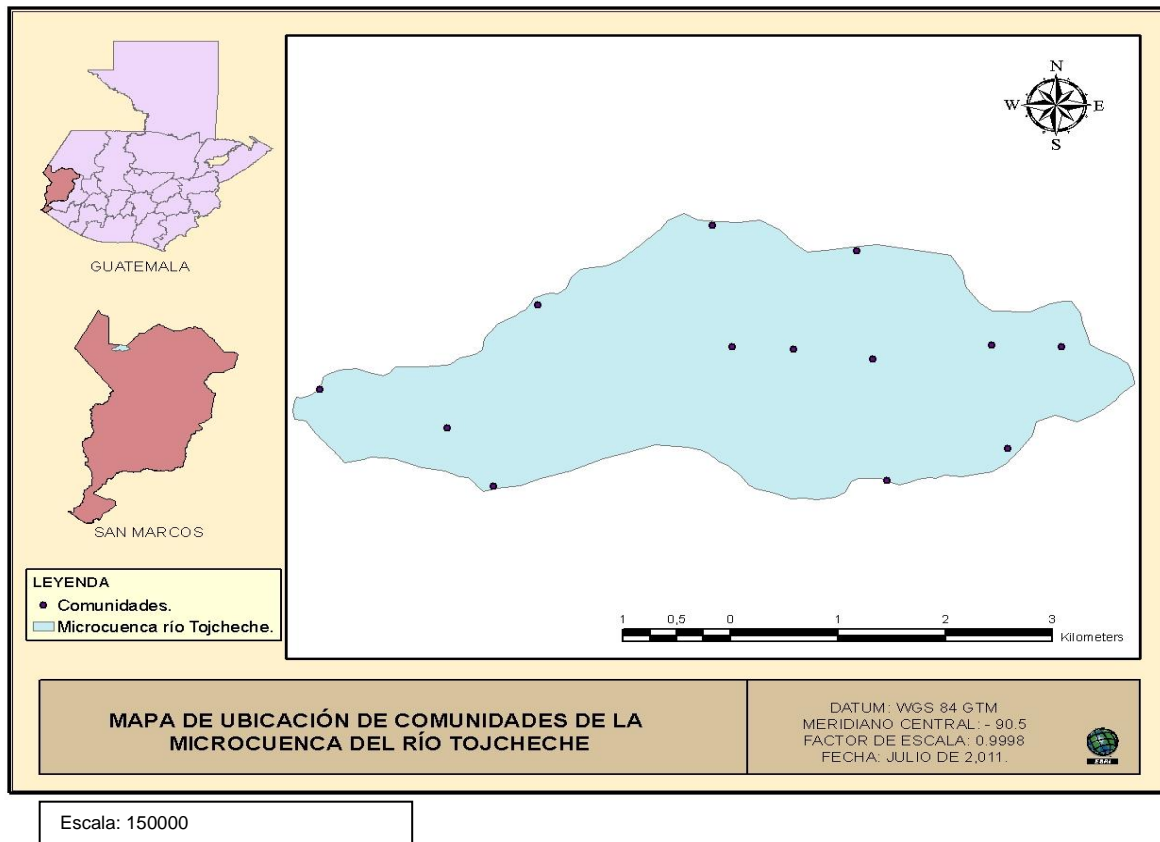 GUATEMALA
SAN MARCOS
LEYENDA
Comunidades.
Microcuenca río Tojcheche.
N
W E
S
1 0,5 0 1 2 3
Kilometers
MAPA DE UBICACIÓN DE COMUNIDADES DE LA
MICROCUENCA DEL RÍO TOJCHECHE
DATUM: WGS 84 GTM
MERIDIANO CENTRAL: - 90.5
FACTOR DE ESCALA: 0.9998
FECHA: JULIO DE 2,011.
ESRI
Escala: 150000